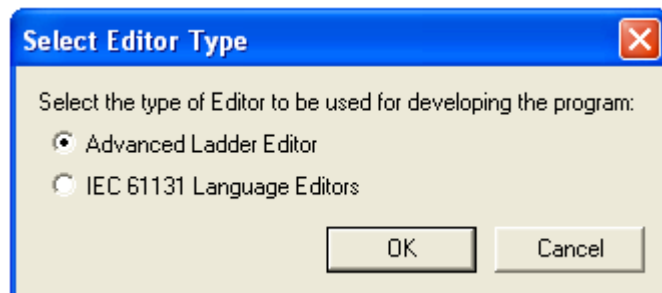 Select Editor Type
Select the type of Editor to be used for developing the program:
Advanced Ladder Editor
IEC 61131 Language Editors
OK Cancel